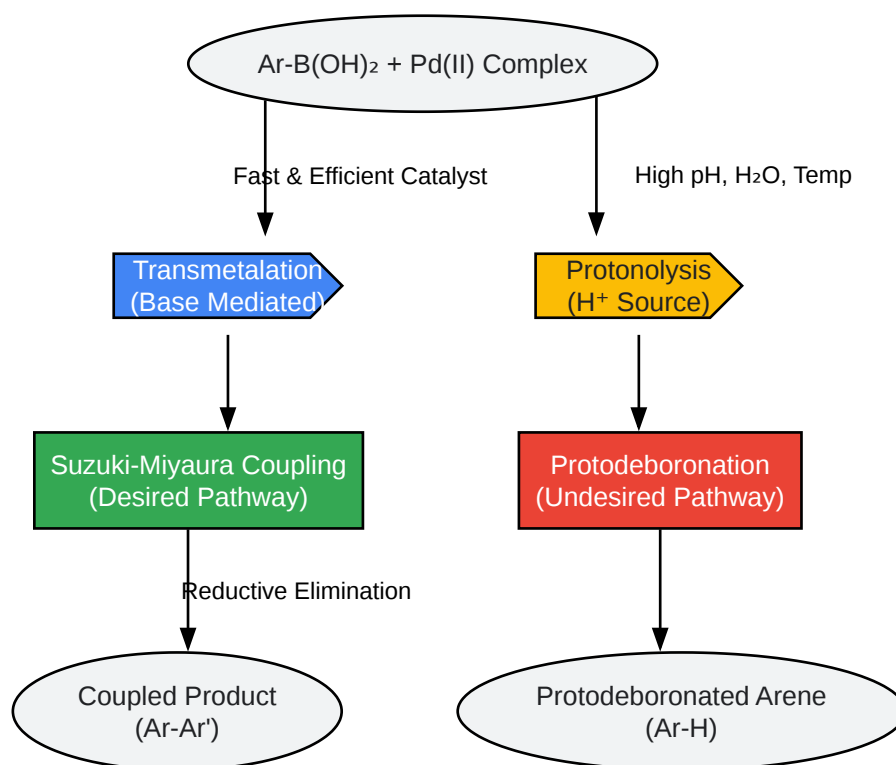 Ar-B(OH)₂ + Pd(II) Complex
Fast & Efficient Catalyst
High pH, H₂O, Temp
Transmetalation
(Base Mediated)
Protonolysis
(H⁺ Source)
Suzuki-Miyaura Coupling
(Desired Pathway)
Protodeboronation
(Undesired Pathway)
Reductive Elimination
Coupled Product
(Ar-Ar')
Protodeboronated Arene
(Ar-H)